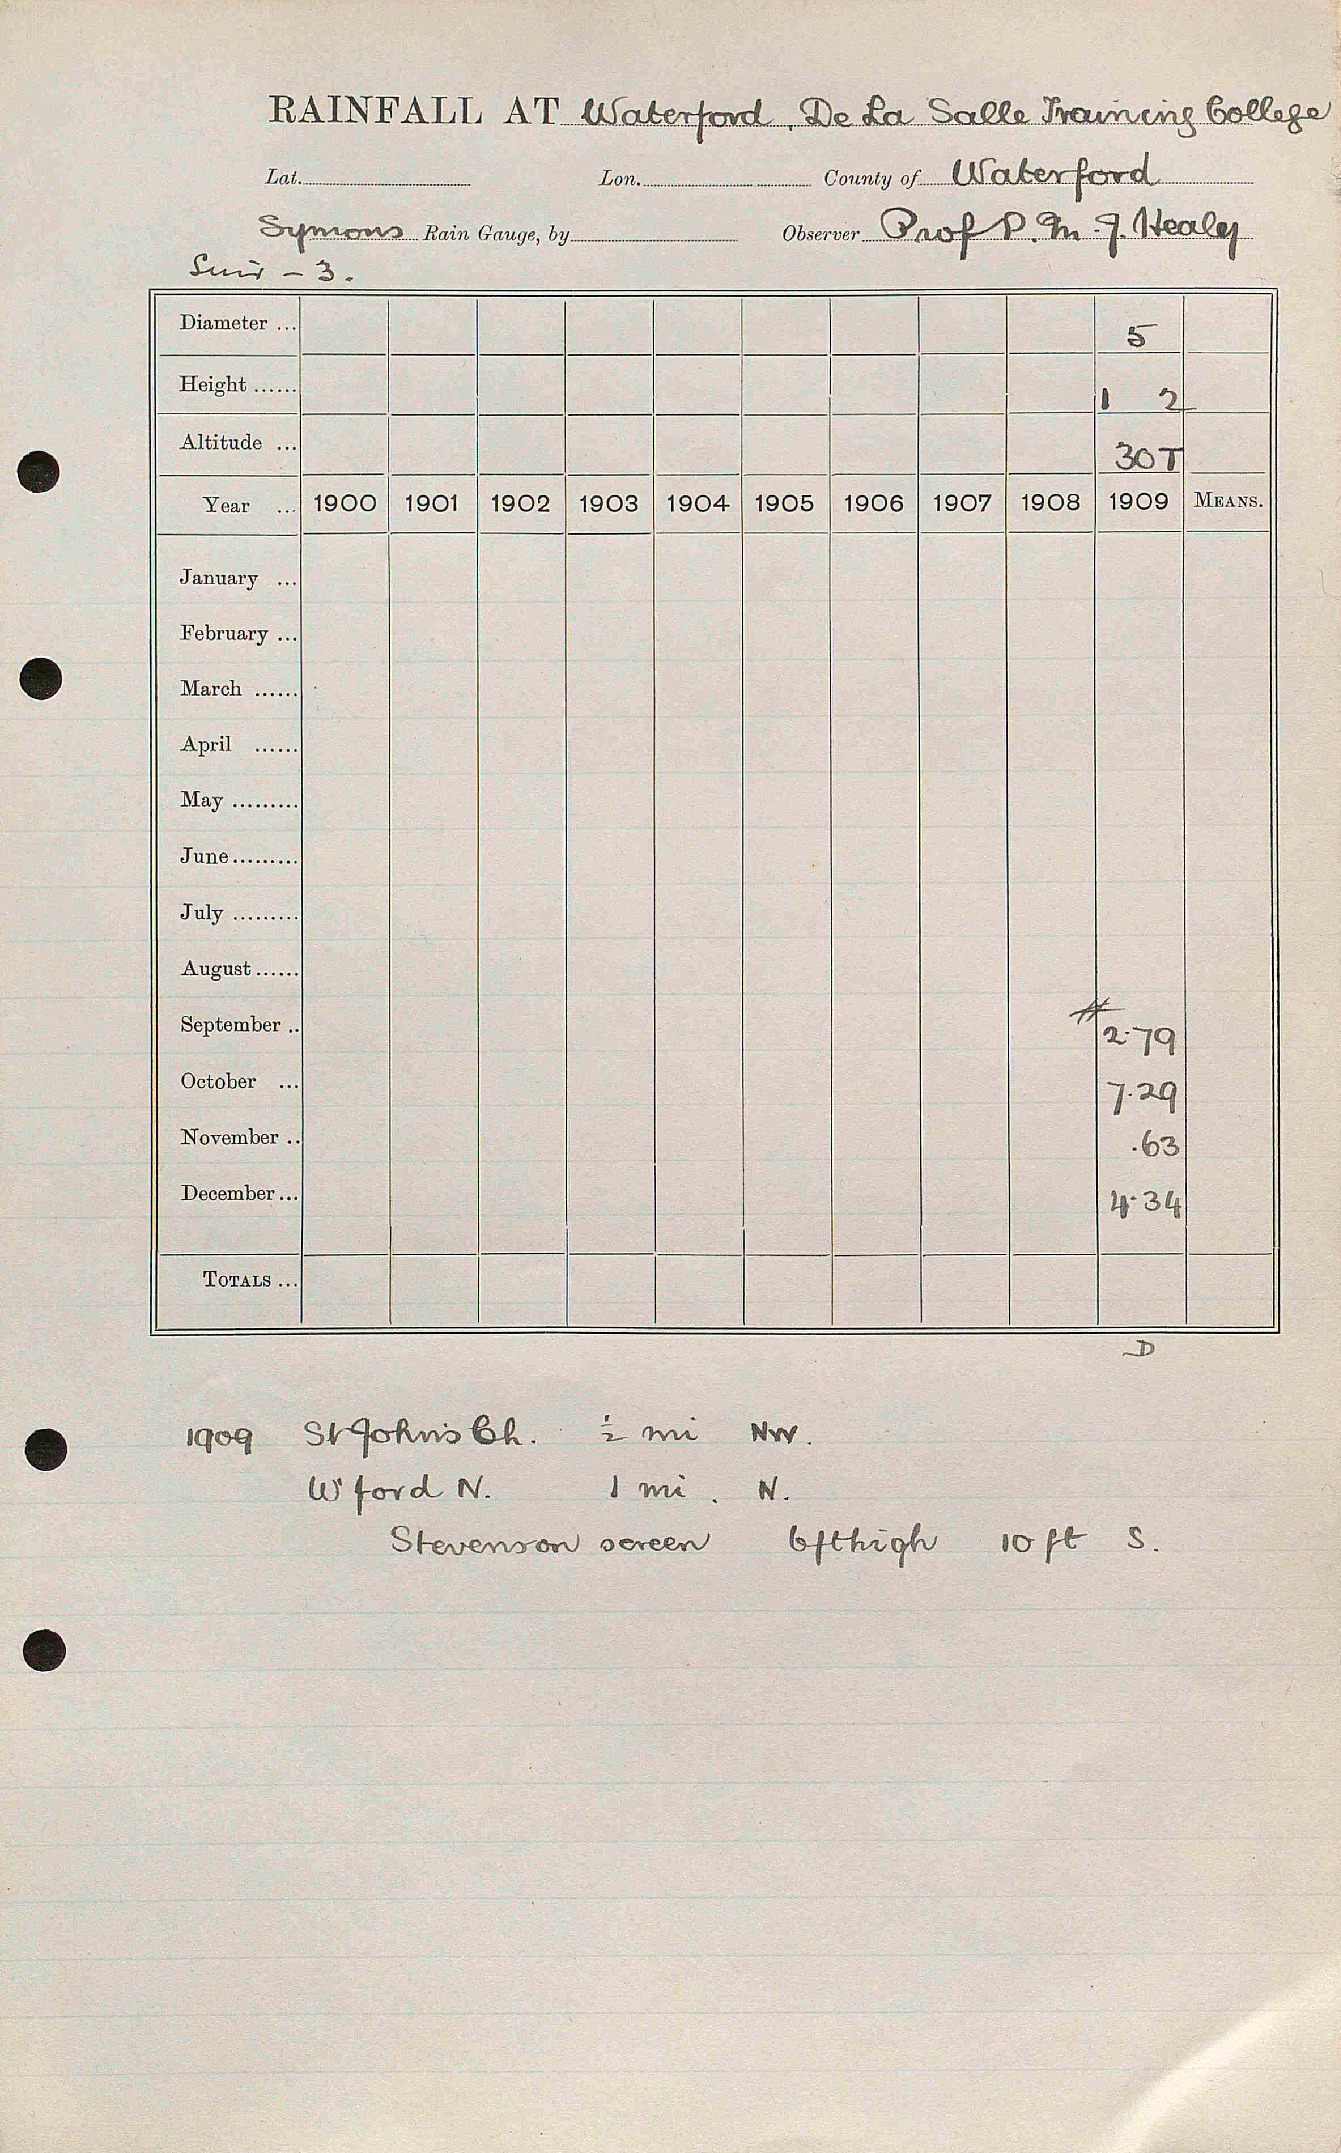 RAINFALL AT Waterford, De La Salle Training College
Lat. Lon. County of Waterford
Symons Rain Gauge, by Observer Prof P. M. J. Healy
Suir - 3.
Diameter ... 5
Height ...... 1 2
Altitude ... 30T
Year ... 1900 1901 1902 1903 1904 1905 1906 1907 1908 1909 MEANS.
January ...
February ...
March ......
April ......
May .........
June.........
July .........
August......
September .. # 2.79
October ... 7.29
November .. .63
December... 4.34
TOTALS ...
D
1909 St John's Ch. ½ mi NW.
W'ford N. 1 mi. N.
Stevenson screen 6ft high 10 ft S.